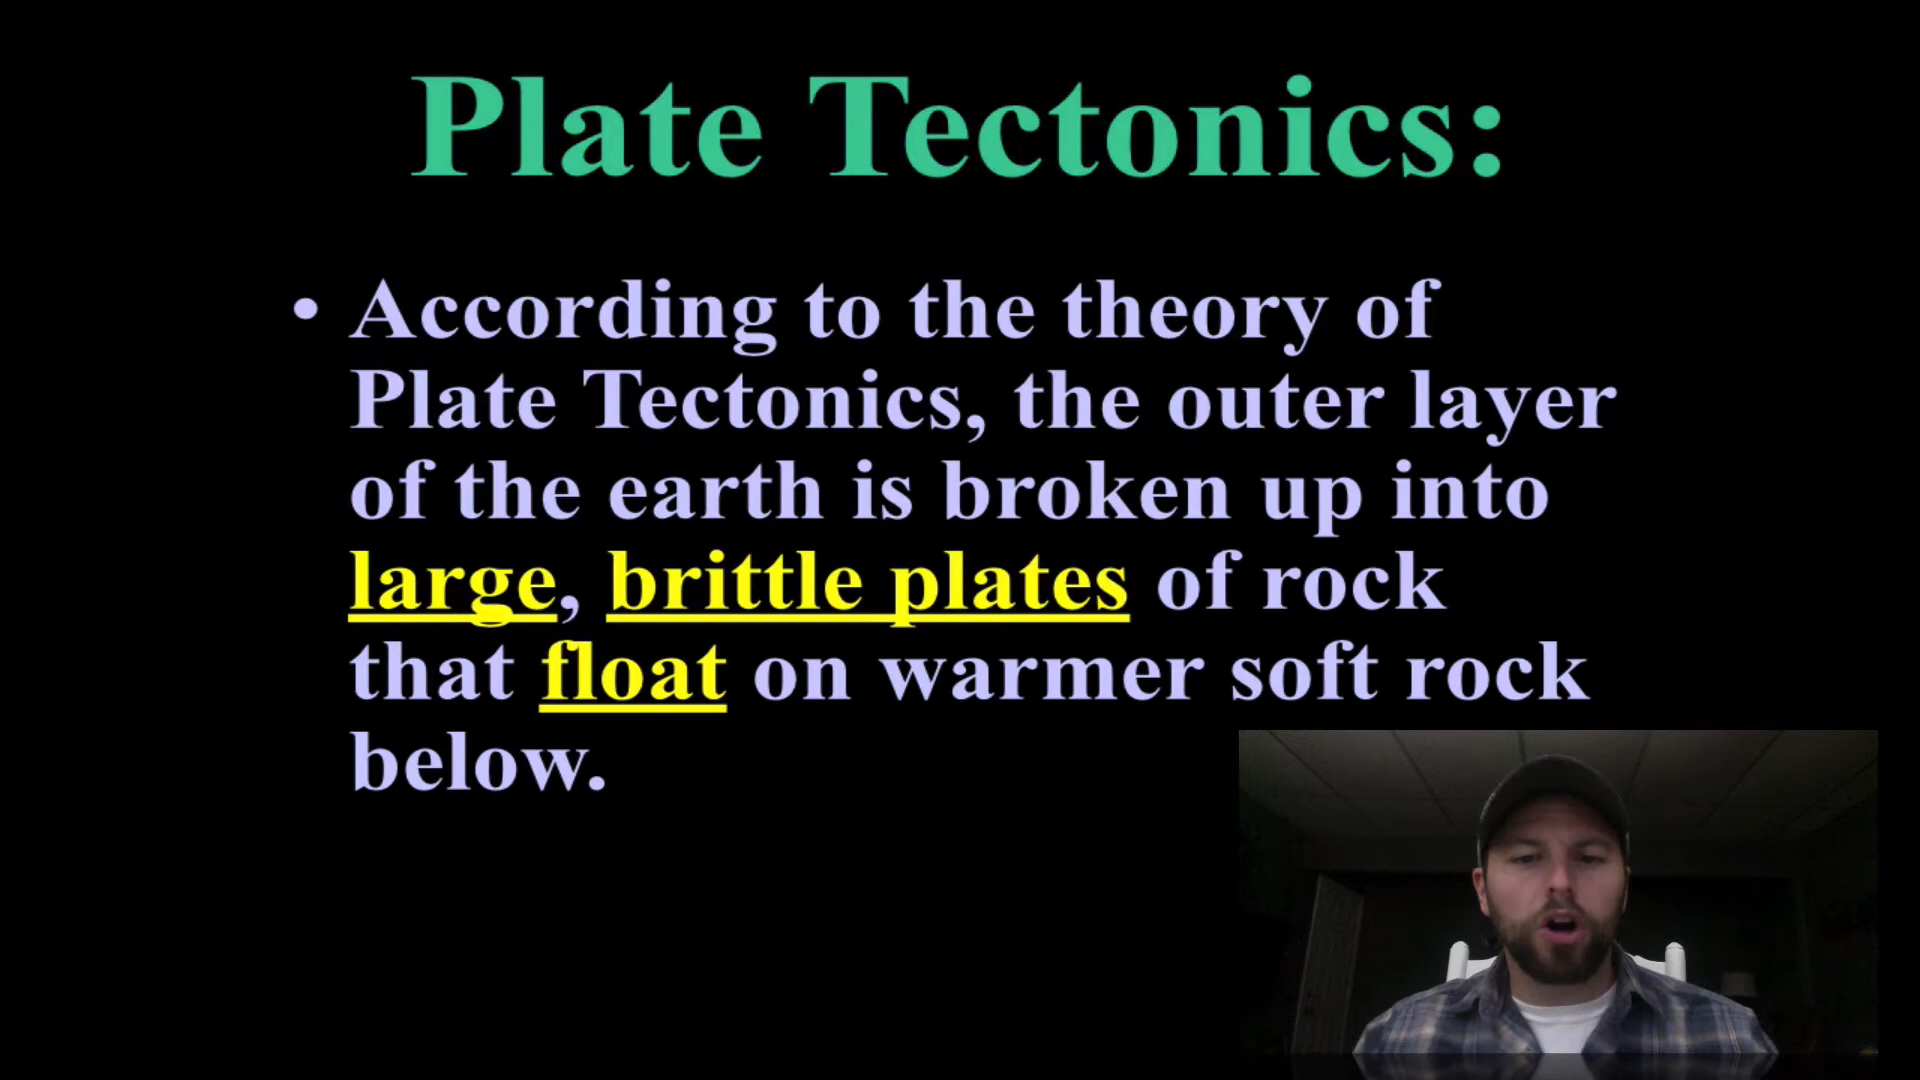 Plate Tectonics:
• According to the theory of
Plate Tectonics, the outer layer
of the earth is broken up into
large, brittle plates of rock
that float on warmer soft rock
below.